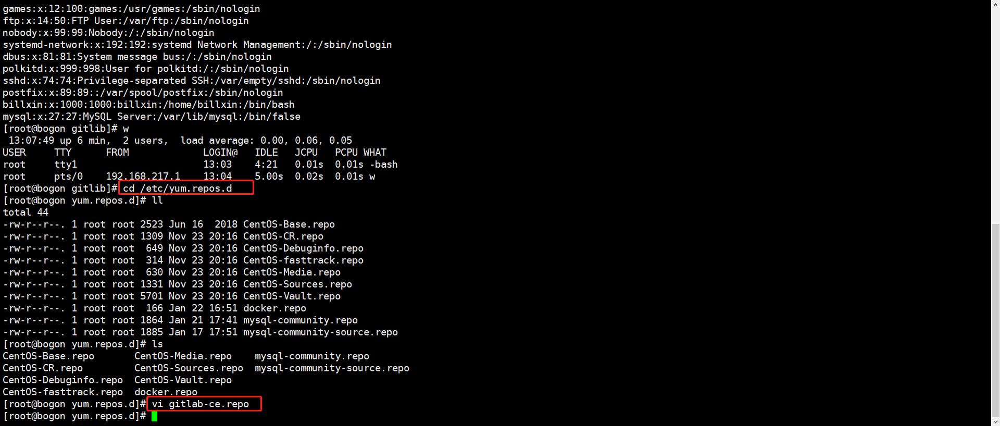 games:x:12:100:games:/usr/games:/sbin/nologin
ftp:x:14:50:FTP User:/var/ftp:/sbin/nologin
nobody:x:99:99:Nobody:/:/sbin/nologin
systemd-network:x:192:192:systemd Network Management:/:/sbin/nologin
dbus:x:81:81:System message bus:/:/sbin/nologin
polkitd:x:999:998:User for polkitd:/:/sbin/nologin
sshd:x:74:74:Privilege-separated SSH:/var/empty/sshd:/sbin/nologin
postfix:x:89:89::/var/spool/postfix:/sbin/nologin
billxin:x:1000:1000:billxin:/home/billxin:/bin/bash
mysql:x:27:27:MySQL Server:/var/lib/mysql:/bin/false
[root@bogon gitlib]# w
 13:07:49 up 6 min,  2 users,  load average: 0.00, 0.06, 0.05
USER     TTY      FROM             LOGIN@   IDLE   JCPU   PCPU WHAT
root     tty1                      13:03    4:21   0.01s  0.01s -bash
root     pts/0    192.168.217.1    13:04    5.00s  0.02s  0.01s w
[root@bogon gitlib]# cd /etc/yum.repos.d
[root@bogon yum.repos.d]# ll
total 44
-rw-r--r--. 1 root root 2523 Jun 16  2018 CentOS-Base.repo
-rw-r--r--. 1 root root 1309 Nov 23 20:16 CentOS-CR.repo
-rw-r--r--. 1 root root  649 Nov 23 20:16 CentOS-Debuginfo.repo
-rw-r--r--. 1 root root  314 Nov 23 20:16 CentOS-fasttrack.repo
-rw-r--r--. 1 root root  630 Nov 23 20:16 CentOS-Media.repo
-rw-r--r--. 1 root root 1331 Nov 23 20:16 CentOS-Sources.repo
-rw-r--r--. 1 root root 5701 Nov 23 20:16 CentOS-Vault.repo
-rw-r--r--. 1 root root  166 Jan 22 16:51 docker.repo
-rw-r--r--. 1 root root 1864 Jan 21 17:41 mysql-community.repo
-rw-r--r--. 1 root root 1885 Jan 17 17:51 mysql-community-source.repo
[root@bogon yum.repos.d]# ls
CentOS-Base.repo       CentOS-Media.repo    mysql-community.repo
CentOS-CR.repo         CentOS-Sources.repo  mysql-community-source.repo
CentOS-Debuginfo.repo  CentOS-Vault.repo
CentOS-fasttrack.repo  docker.repo
[root@bogon yum.repos.d]# vi gitlab-ce.repo
[root@bogon yum.repos.d]#